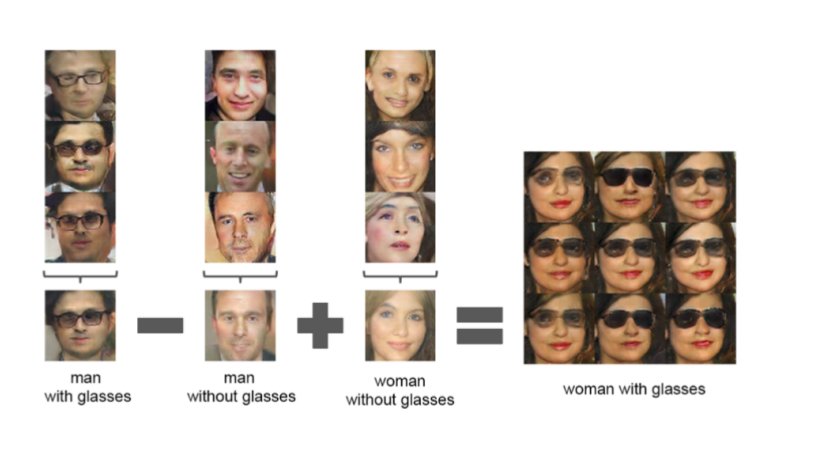 man
with glasses
man
without glasses
woman
without glasses
woman with glasses